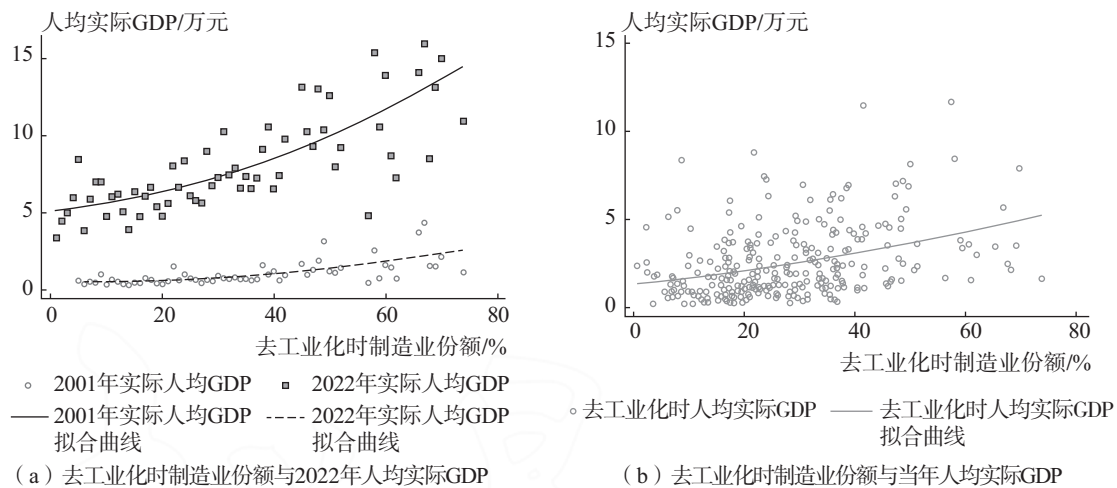 人均实际GDP/万元
15
10
5
0
0 20 40 60 80
去工业化时制造业份额/%
2001年实际人均GDP 2022年实际人均GDP
2001年实际人均GDP 2022年实际人均GDP
拟合曲线 拟合曲线
（a）去工业化时制造业份额与2022年人均实际GDP
人均实际GDP/万元
15
10
5
0
0 20 40 60 80
去工业化时制造业份额/%
去工业化时人均实际GDP 去工业化时人均实际GDP
拟合曲线
（b）去工业化时制造业份额与当年人均实际GDP